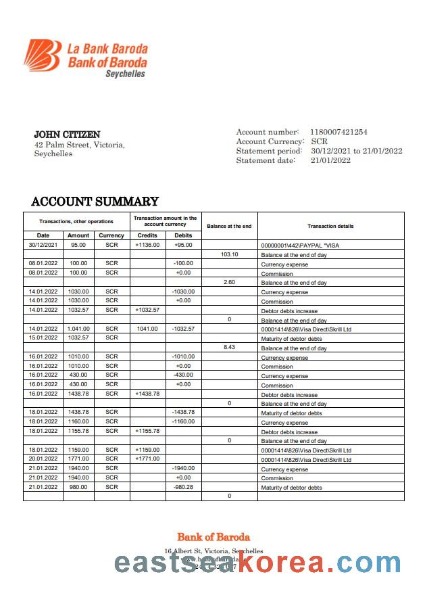 La Bank Baroda
Bank of Baroda
Seychelles
JOHN CITIZEN
42 Palm Street, Victoria,
Seychelles
Account number: 1180007421254
Account Currency: SCR
Statement period: 30/12/2021 to 21/01/2022
Statement date: 21/01/2022
ACCOUNT SUMMARY
Transactions, other operations Transaction amount in the account currency Balance at the end Transaction details
Date Amount Currency Credits Debits
30/12/2021 95.00 SCR +1136.00 +95.00 00000001\442\PAYPAL *VISA
103.10 Balance at the end of day
08.01.2022 100.00 SCR -100.00 Currency expense
08.01.2022 100.00 SCR +0.00 Commission
2.60 Balance at the end of day
14.01.2022 1030.00 SCR -1030.00 Currency expense
14.01.2022 1030.00 SCR +0.00 Commission
14.01.2022 1032.57 SCR +1032.57 Debtor debts increase
0 Balance at the end of day
14.01.2022 1.041.00 SCR 1041.00 -1032.57 00001414\826\Visa Direct\Skrill Ltd
15.01.2022 1032.57 SCR Maturity of debtor debts
8.43 Balance at the end of day
16.01.2022 1010.00 SCR -1010.00 Currency expense
16.01.2022 1010.00 SCR +0.00 Commission
16.01.2022 430.00 SCR -430.00 Currency expense
16.01.2022 430.00 SCR +0.00 Commission
16.01.2022 1438.78 SCR +1438.78 Debtor debts increase
0 Balance at the end of day
18.01.2022 1438.78 SCR -1438.78 Maturity of debtor debts
18.01.2022 1160.00 SCR -1160.00 Currency expense
18.01.2022 1155.78 SCR +1155.78 Debtor debts increase
0 Balance at the end of day
18.01.2022 1159.00 SCR +1159.00 00001414\826\Visa Direct\Skrill Ltd
20.01.2022 1771.00 SCR +1771.00 00001414\826\Visa Direct\Skrill Ltd
21.01.2022 1940.00 SCR -1940.00 Currency expense
21.01.2022 1940.00 SCR +0.00 Commission
21.01.2022 980.00 SCR -980.28 Maturity of debtor debts
0
Bank of Baroda
16 Albert St, Victoria, Seychelles
korea.com